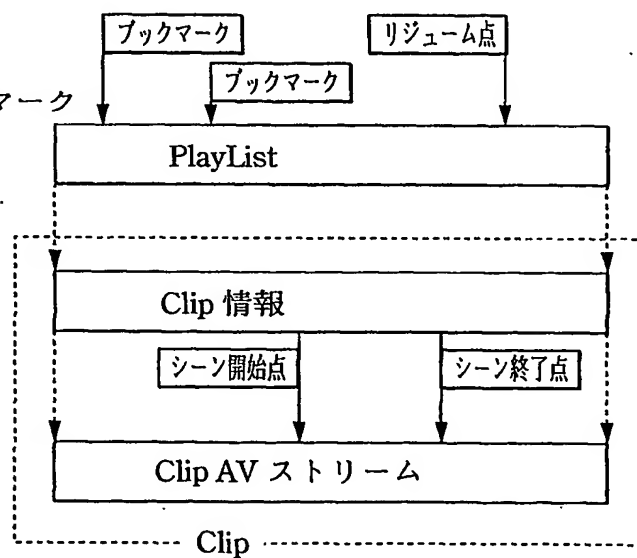 ブックマーク
リジューム点
ブックマーク
マーク
PlayList
Clip 情報
シーン開始点
シーン終了点
Clip AV ストリーム
Clip